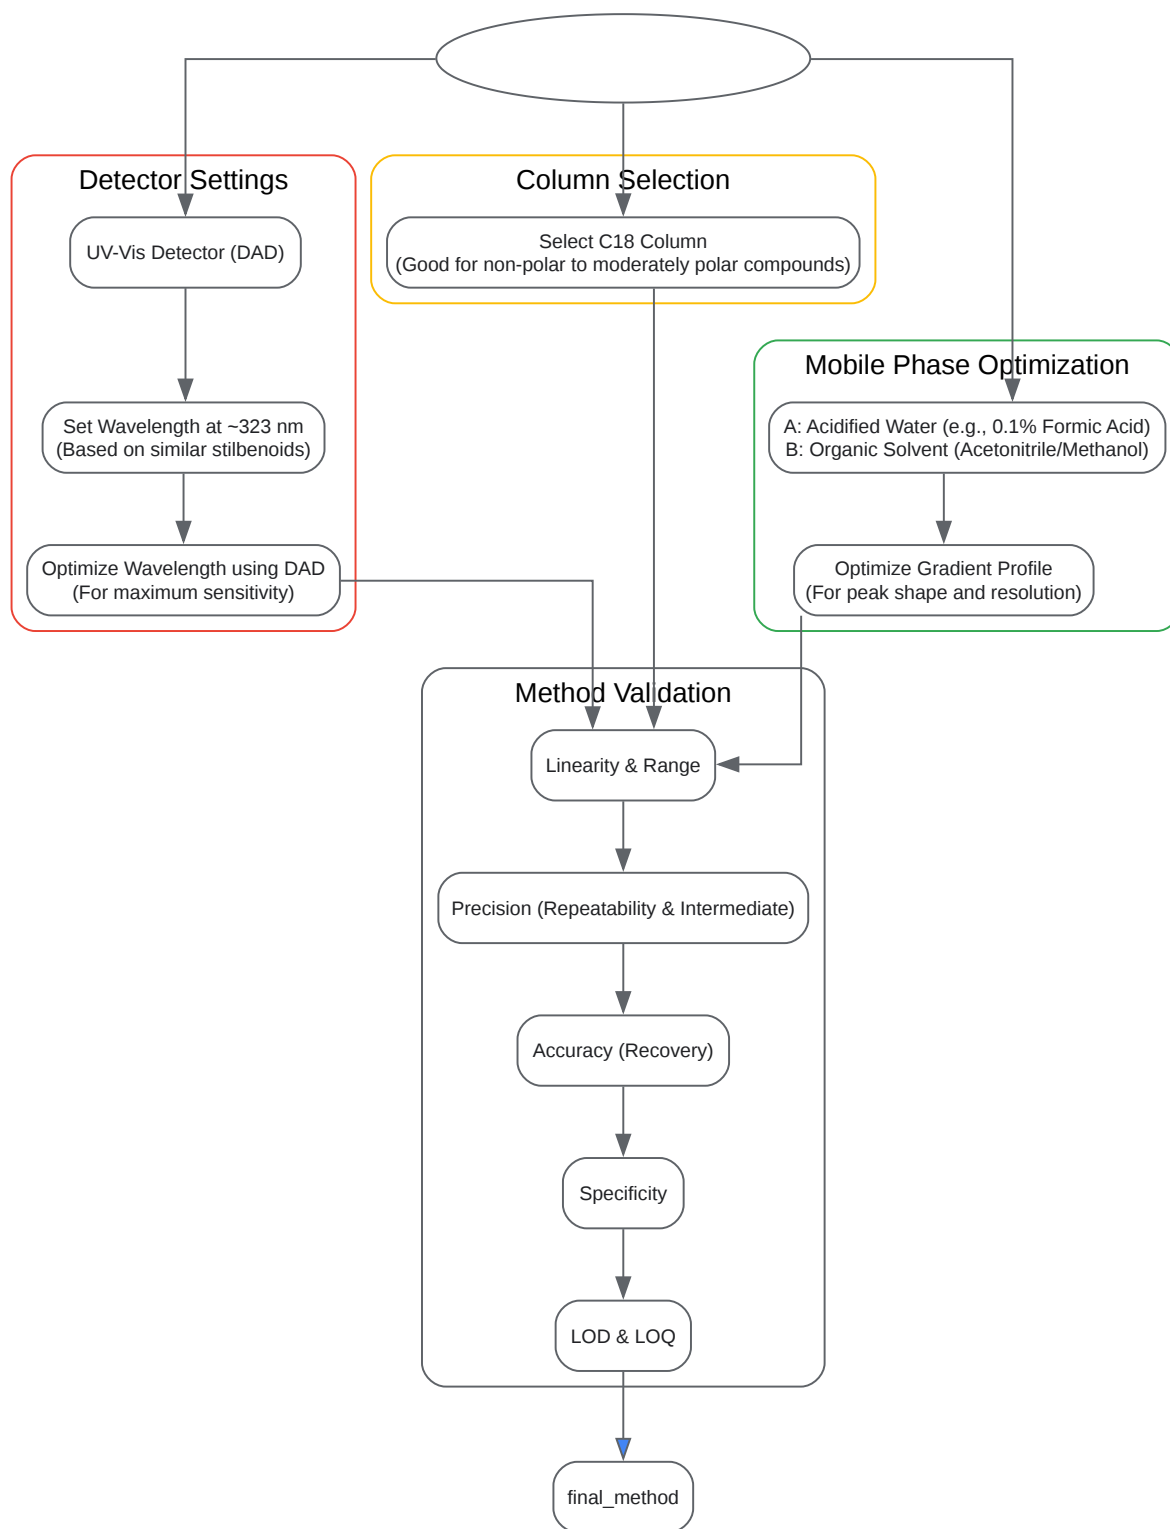 Detector Settings
UV-Vis Detector (DAD)
Set Wavelength at ~323 nm
(Based on similar stilbenoids)
Optimize Wavelength using DAD
(For maximum sensitivity)
Column Selection
Select C18 Column
(Good for non-polar to moderately polar compounds)
Mobile Phase Optimization
A: Acidified Water (e.g., 0.1% Formic Acid)
B: Organic Solvent (Acetonitrile/Methanol)
Optimize Gradient Profile
(For peak shape and resolution)
Method Validation
Linearity & Range
Precision (Repeatability & Intermediate)
Accuracy (Recovery)
Specificity
LOD & LOQ
final_method